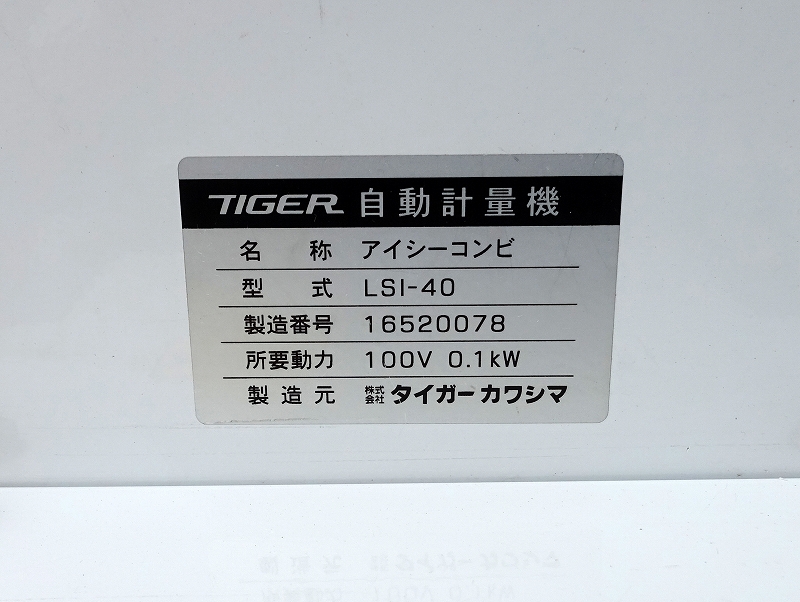 TIGER 自動計量機
名称 アイシーコンビ
型式 LSI-40
製造番号 16520078
所要動力 100V 0.1kW
製造元 株式会社 タイガーカワシマ